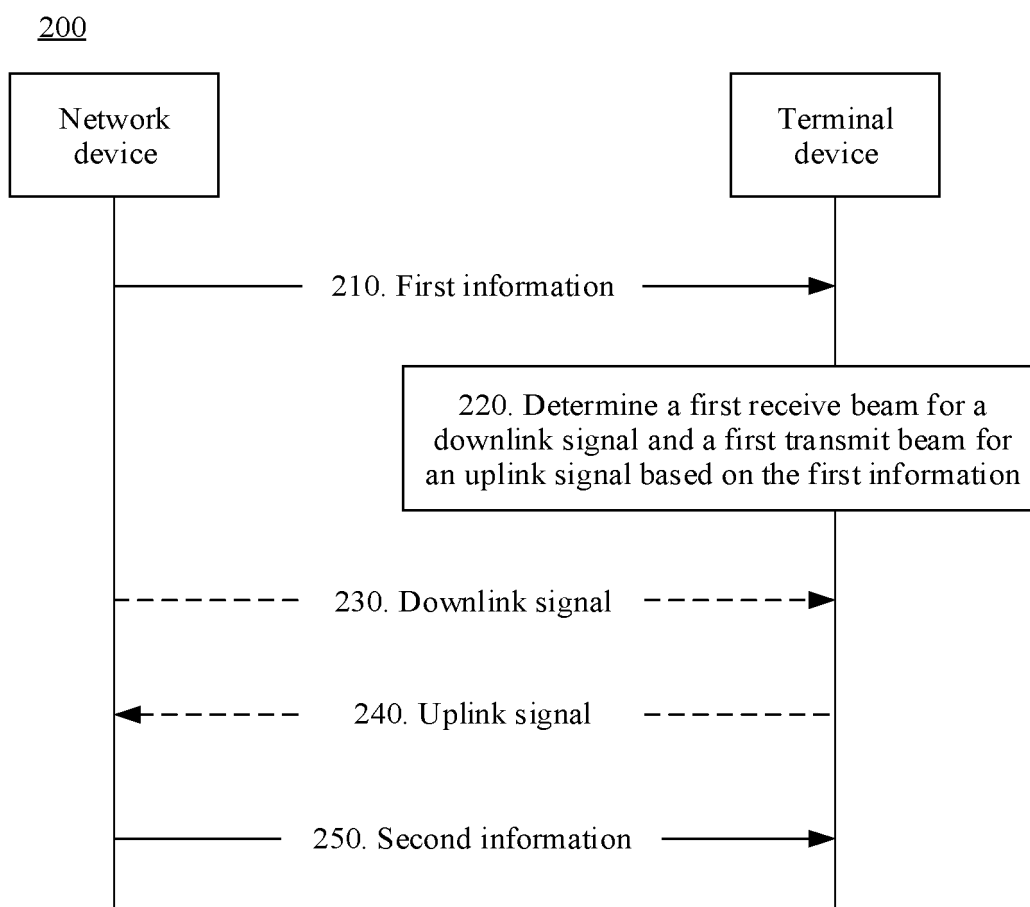 200
Network
device
Terminal
device
210. First information
220. Determine a first receive beam for a
downlink signal and a first transmit beam for
an uplink signal based on the first information
230. Downlink signal
240. Uplink signal
250. Second information